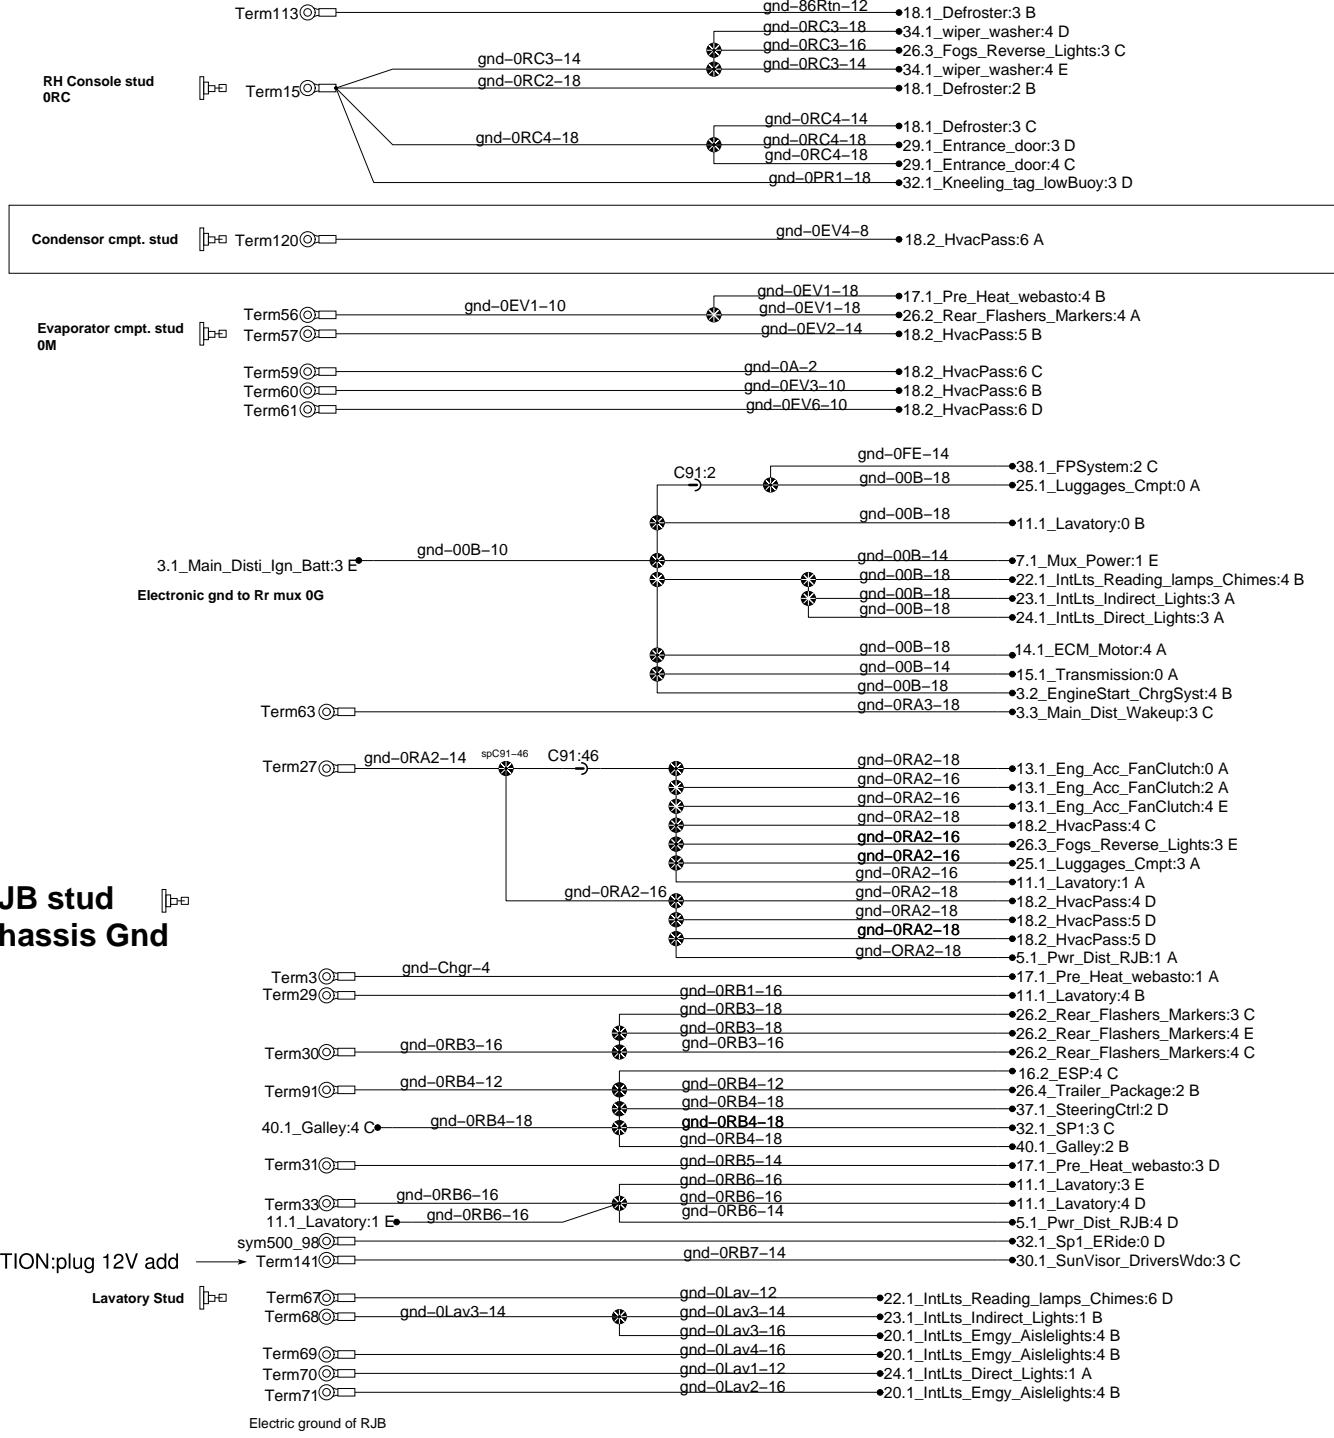 gnd-86Rtn-12
Term113 18.1_Defroster:3 B
gnd-0RC3-18 34.1_wiper_washer:4 D
gnd-0RC3-16 26.3_Fogs_Reverse_Lights:3 C
gnd-0RC3-14 gnd-0RC3-14 34.1_wiper_washer:4 E
RH Console stud
0RC
Term15 gnd-0RC2-18 18.1_Defroster:2 B
gnd-0RC4-14 18.1_Defroster:3 C
gnd-0RC4-18 gnd-0RC4-18 29.1_Entrance_door:3 D
gnd-0RC4-18 29.1_Entrance_door:4 C
gnd-0PR1-18 32.1_Kneeling_tag_lowBuoy:3 D
Condensor cmpt. stud Term120 gnd-0EV4-8 18.2_HvacPass:6 A
gnd-0EV1-18 17.1_Pre_Heat_webasto:4 B
Term56 gnd-0EV1-10 gnd-0EV1-18 26.2_Rear_Flashers_Markers:4 A
Evaporator cmpt. stud
0M
Term57 gnd-0EV2-14 18.2_HvacPass:5 B
Term59 gnd-0A-2 18.2_HvacPass:6 C
Term60 gnd-0EV3-10 18.2_HvacPass:6 B
Term61 gnd-0EV6-10 18.2_HvacPass:6 D
gnd-0FE-14 38.1_FPSystem:2 C
C91:2 gnd-00B-18 25.1_Luggages_Cmpt:0 A
gnd-00B-18 11.1_Lavatory:0 B
3.1_Main_Disti_Ign_Batt:3 E gnd-00B-10 gnd-00B-14 7.1_Mux_Power:1 E
gnd-00B-18 22.1_IntLts_Reading_lamps_Chimes:4 B
Electronic gnd to Rr mux 0G
gnd-00B-18 23.1_IntLts_Indirect_Lights:3 A
gnd-00B-18 24.1_IntLts_Direct_Lights:3 A
gnd-00B-18 14.1_ECM_Motor:4 A
gnd-00B-14 15.1_Transmission:0 A
gnd-00B-18 3.2_EngineStart_ChrgSyst:4 B
Term63 gnd-0RA3-18 3.3_Main_Dist_Wakeup:3 C
Term27 gnd-0RA2-14 spC91-46 C91:46 gnd-0RA2-18 13.1_Eng_Acc_FanClutch:0 A
gnd-0RA2-16 13.1_Eng_Acc_FanClutch:2 A
gnd-0RA2-16 13.1_Eng_Acc_FanClutch:4 E
gnd-0RA2-18 18.2_HvacPass:4 C
gnd-0RA2-16 26.3_Fogs_Reverse_Lights:3 E
gnd-0RA2-16 25.1_Luggages_Cmpt:3 A
gnd-0RA2-16 11.1_Lavatory:1 A
JB stud
hassis Gnd
gnd-0RA2-16 gnd-0RA2-18 18.2_HvacPass:4 D
gnd-0RA2-18 18.2_HvacPass:5 D
gnd-0RA2-18 18.2_HvacPass:5 D
gnd-ORA2-18 5.1_Pwr_Dist_RJB:1 A
Term3 gnd-Chgr-4 17.1_Pre_Heat_webasto:1 A
Term29 gnd-0RB1-16 11.1_Lavatory:4 B
gnd-0RB3-18 26.2_Rear_Flashers_Markers:3 C
gnd-0RB3-18 26.2_Rear_Flashers_Markers:4 E
Term30 gnd-0RB3-16 gnd-0RB3-16 26.2_Rear_Flashers_Markers:4 C
16.2_ESP:4 C
Term91 gnd-0RB4-12 gnd-0RB4-12 26.4_Trailer_Package:2 B
gnd-0RB4-18 37.1_SteeringCtrl:2 D
40.1_Galley:4 C gnd-0RB4-18 gnd-0RB4-18 32.1_SP1:3 C
gnd-0RB4-18 40.1_Galley:2 B
Term31 gnd-0RB5-14 17.1_Pre_Heat_webasto:3 D
gnd-0RB6-16 11.1_Lavatory:3 E
Term33 gnd-0RB6-16 gnd-0RB6-16 11.1_Lavatory:4 D
11.1_Lavatory:1 E gnd-0RB6-16 gnd-0RB6-14 5.1_Pwr_Dist_RJB:4 D
sym500_98 32.1_Sp1_ERide:0 D
TION:plug 12V add Term141 gnd-0RB7-14 30.1_SunVisor_DriversWdo:3 C
Lavatory Stud Term67 gnd-0Lav-12 22.1_IntLts_Reading_lamps_Chimes:6 D
Term68 gnd-0Lav3-14 gnd-0Lav3-14 23.1_IntLts_Indirect_Lights:1 B
gnd-0Lav3-16 20.1_IntLts_Emgy_Aislelights:4 B
Term69 gnd-0Lav4-16 20.1_IntLts_Emgy_Aislelights:4 B
Term70 gnd-0Lav1-12 24.1_IntLts_Direct_Lights:1 A
Term71 gnd-0Lav2-16 20.1_IntLts_Emgy_Aislelights:4 B
Electric ground of RJB